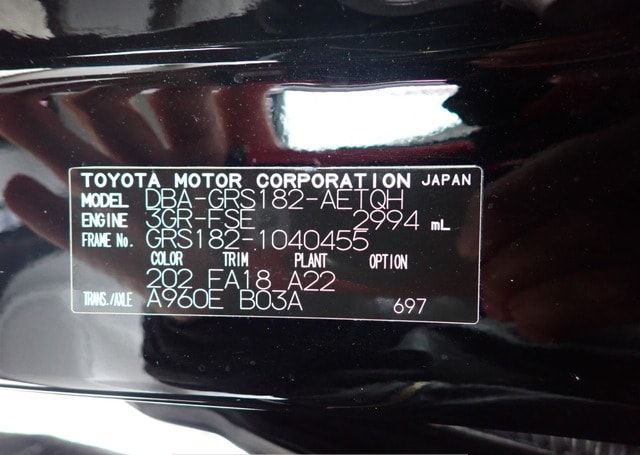 TOYOTA MOTOR CORPORATION JAPAN
MODEL DBA-GRS182-AETQH
ENGINE 3GR-FSE 2994 mL
FRAME No. GRS182-1040455
COLOR TRIM PLANT OPTION
202 FA18 A22
TRANS./AXLE A960E B03A 697